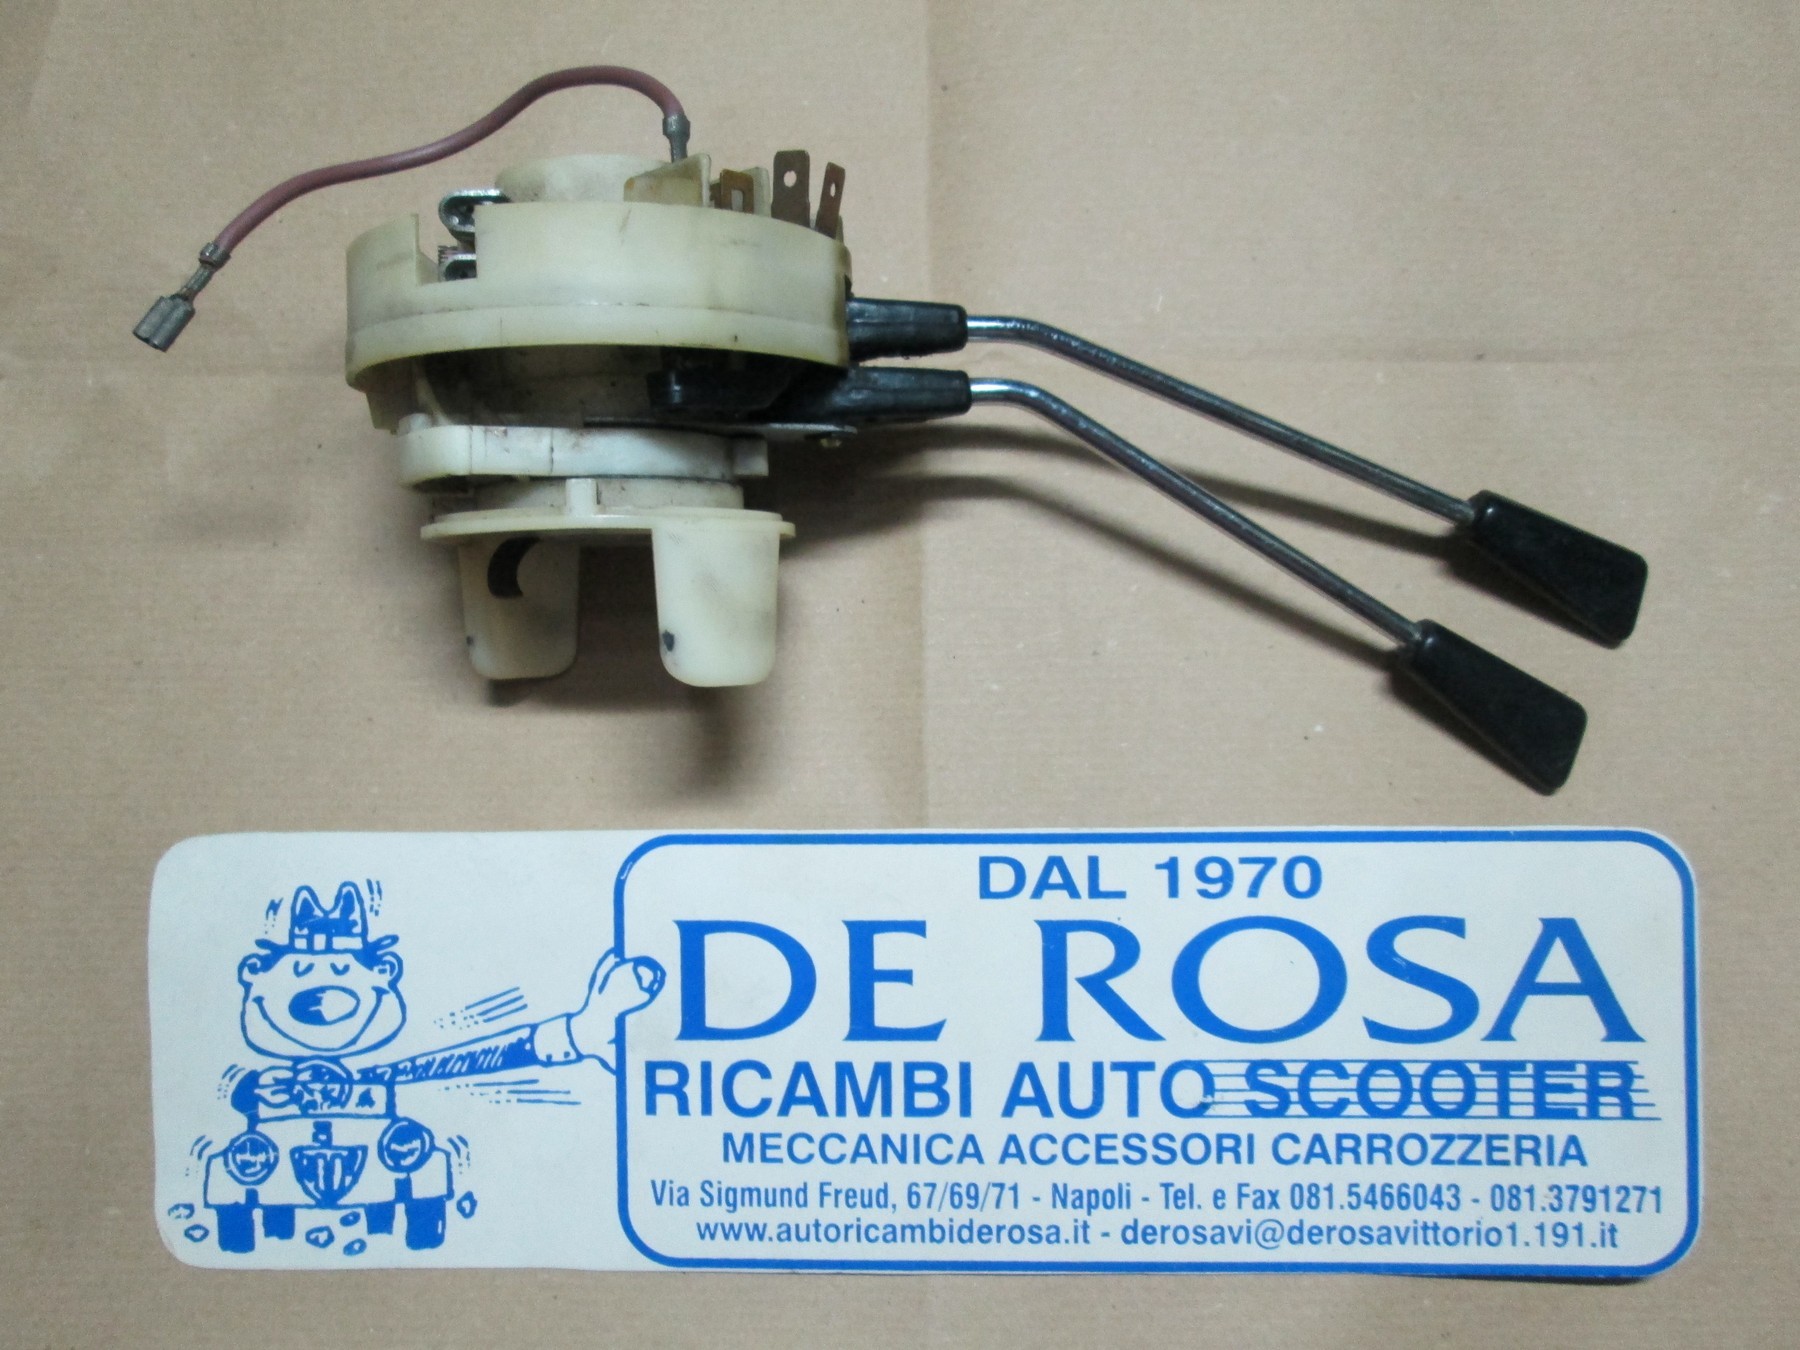 DAL 1970
DE ROSA
RICAMBI AUTO SCOOTER
MECCANICA ACCESSORI CARROZZERIA
Via Sigmund Freud, 67/69/71 - Napoli - Tel. e Fax 081.5466043 - 081.3791271
www.autoricambiderosa.it - derosavi@derosavittorio1.191.it